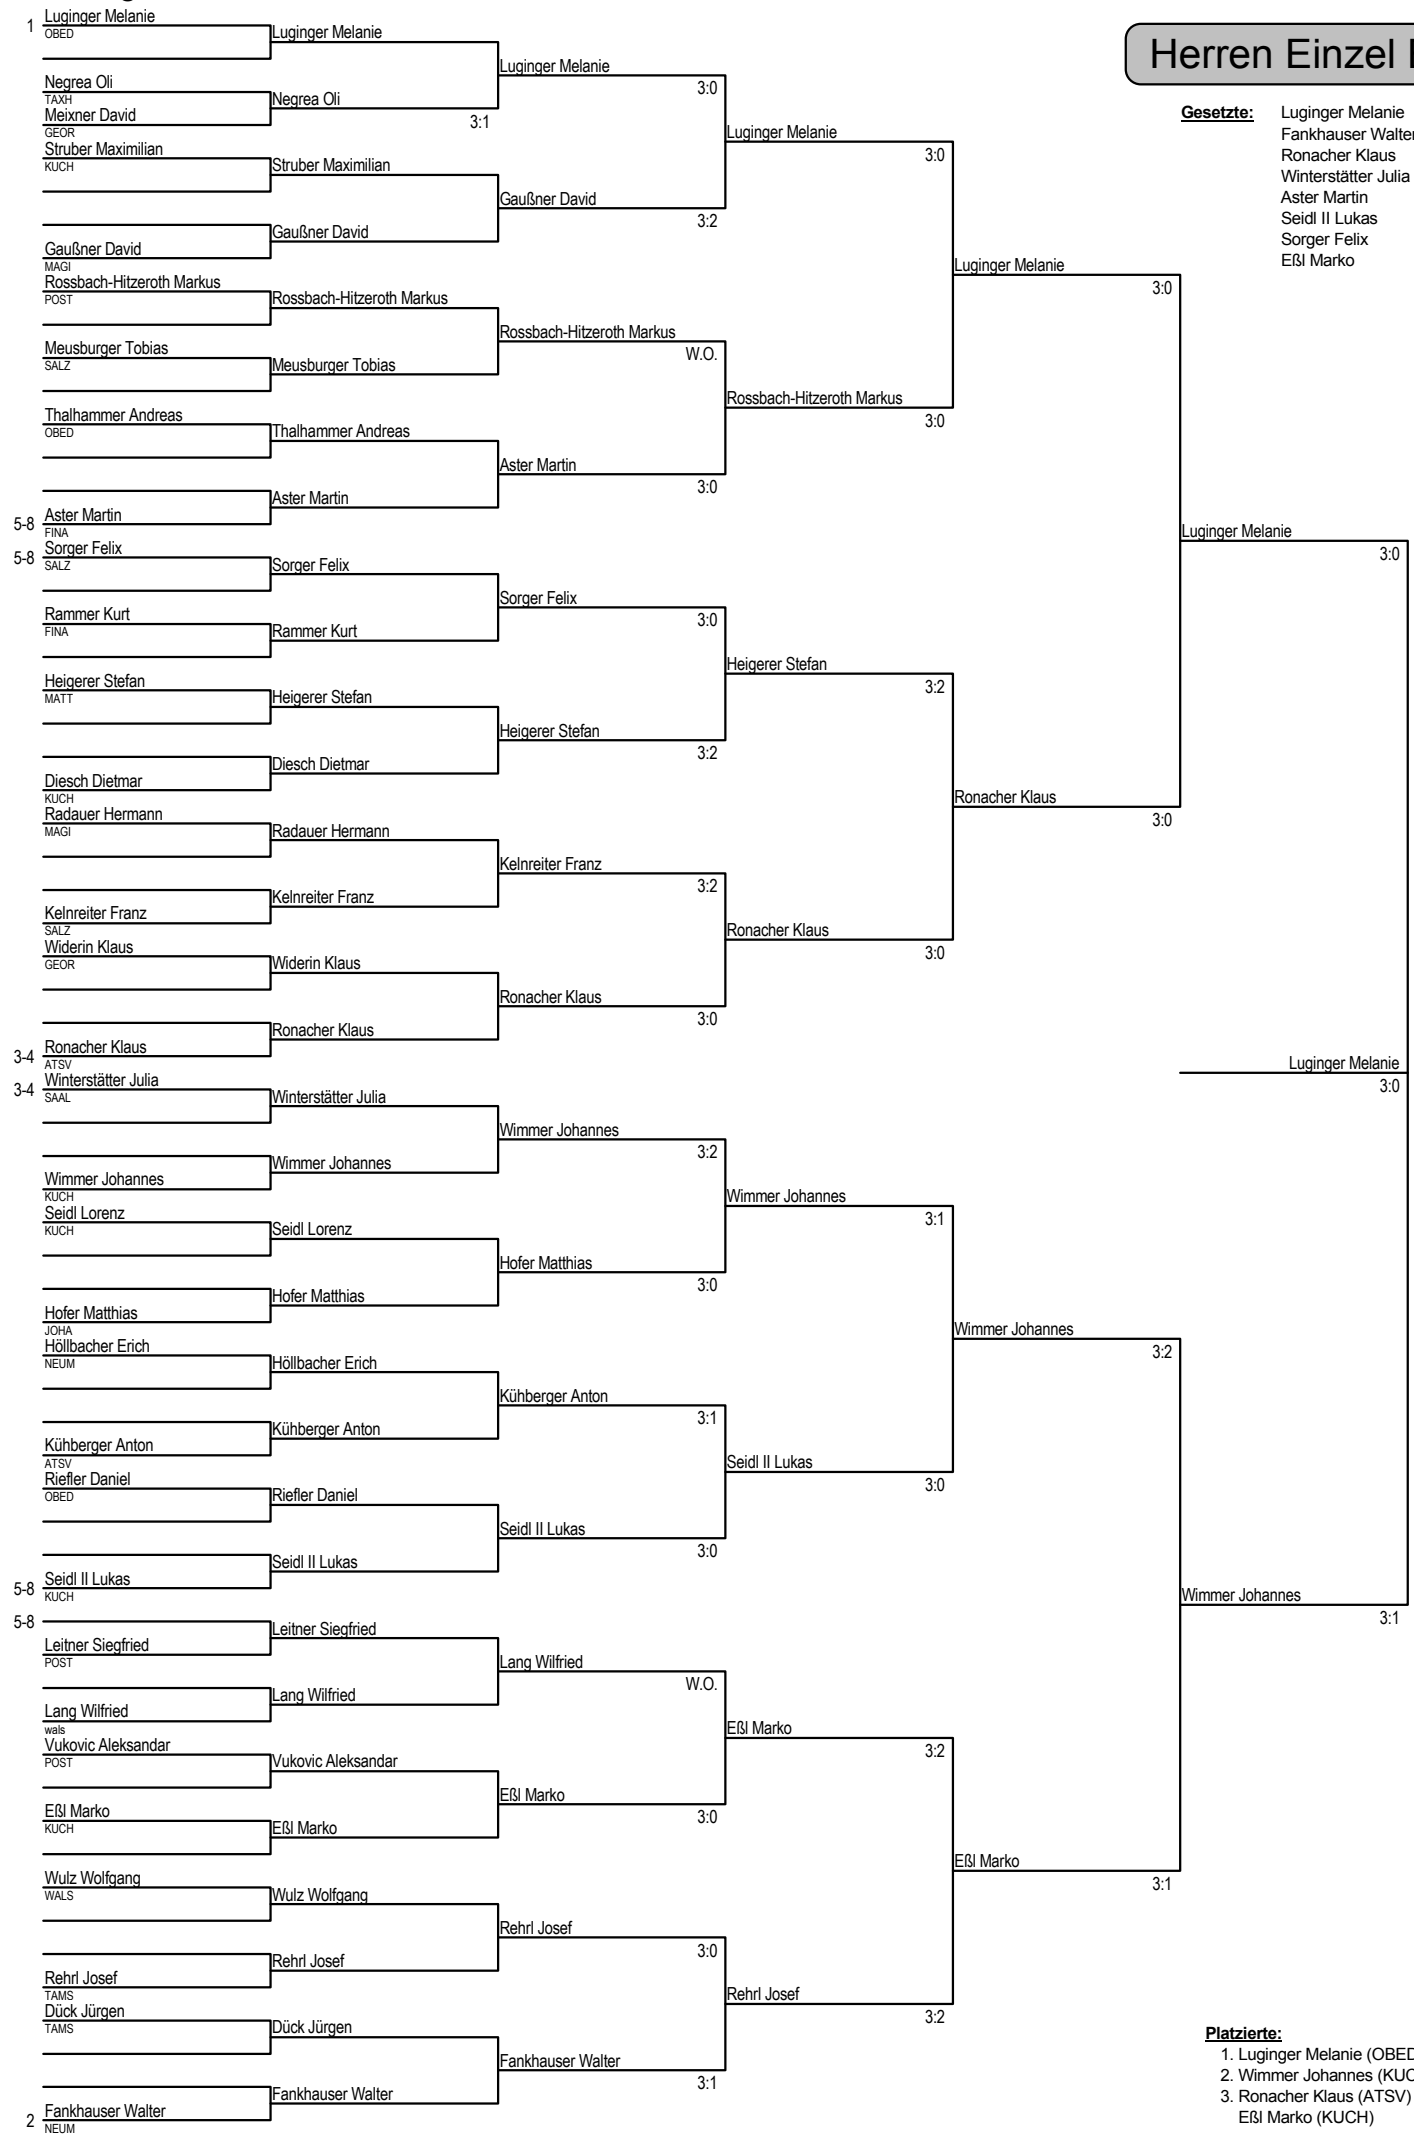 Herren Einzel
Gesetzte:
Luginger Melanie
Fankhauser Walter
Ronacher Klaus
Winterstätter Julia
Aster Martin
Seidl II Lukas
Sorger Felix
Eßl Marko
1
Luginger Melanie
OBED
Negrea Oli
TAXH
Meixner David
GEOR
Struber Maximilian
KUCH
Gaußner David
MAGI
Rossbach-Hitzeroth Markus
POST
Meusburger Tobias
SALZ
Thalhammer Andreas
OBED
5-8
Aster Martin
FINA
5-8
Sorger Felix
SALZ
Rammer Kurt
FINA
Heigerer Stefan
MATT
Diesch Dietmar
KUCH
Radauer Hermann
MAGI
Kelnreiter Franz
SALZ
Widerin Klaus
GEOR
3-4
Ronacher Klaus
ATSV
3-4
Winterstätter Julia
SAAL
Wimmer Johannes
KUCH
Seidl Lorenz
KUCH
Hofer Matthias
JOHA
Höllbacher Erich
NEUM
Kühberger Anton
ATSV
Riefler Daniel
OBED
5-8
Seidl II Lukas
KUCH
5-8
Leitner Siegfried
POST
Lang Wilfried
wals
Vukovic Aleksandar
POST
Eßl Marko
KUCH
Wulz Wolfgang
WALS
Rehrl Josef
TAMS
Dück Jürgen
TAMS
2
Fankhauser Walter
NEUM
Luginger Melanie
Negrea Oli
3:1
Struber Maximilian
Gaußner David
Rossbach-Hitzeroth Markus
Meusburger Tobias
Thalhammer Andreas
Aster Martin
Sorger Felix
Rammer Kurt
Heigerer Stefan
Diesch Dietmar
Radauer Hermann
Kelnreiter Franz
Widerin Klaus
Ronacher Klaus
Winterstätter Julia
Wimmer Johannes
Seidl Lorenz
Hofer Matthias
Höllbacher Erich
Kühberger Anton
Riefler Daniel
Seidl II Lukas
Leitner Siegfried
Lang Wilfried
Vukovic Aleksandar
Eßl Marko
Wulz Wolfgang
Rehrl Josef
Dück Jürgen
Fankhauser Walter
Luginger Melanie
3:0
Gaußner David
3:2
Rossbach-Hitzeroth Markus
W.O.
Aster Martin
3:0
Sorger Felix
3:0
Heigerer Stefan
3:2
Kelnreiter Franz
3:2
Ronacher Klaus
3:0
Wimmer Johannes
3:2
Hofer Matthias
3:0
Kühberger Anton
3:1
Seidl II Lukas
3:0
Lang Wilfried
W.O.
Eßl Marko
3:0
Rehrl Josef
3:0
Fankhauser Walter
3:1
Luginger Melanie
3:0
Rossbach-Hitzeroth Markus
3:0
Heigerer Stefan
3:2
Ronacher Klaus
3:0
Wimmer Johannes
3:1
Seidl II Lukas
3:0
Eßl Marko
3:2
Rehrl Josef
3:2
Luginger Melanie
3:0
Ronacher Klaus
3:0
Wimmer Johannes
3:2
Eßl Marko
3:1
Luginger Melanie
3:0
Wimmer Johannes
3:1
Luginger Melanie
3:0
Platzierte:
1. Luginger Melanie (OBED
2. Wimmer Johannes (KUC
3. Ronacher Klaus (ATSV)
Eßl Marko (KUCH)